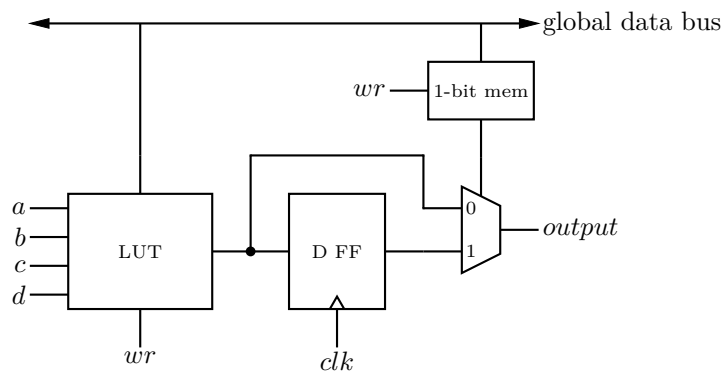 global data bus
wr
1-bit mem
a
b
c
d
LUT
D FF
0
1
output
wr
clk